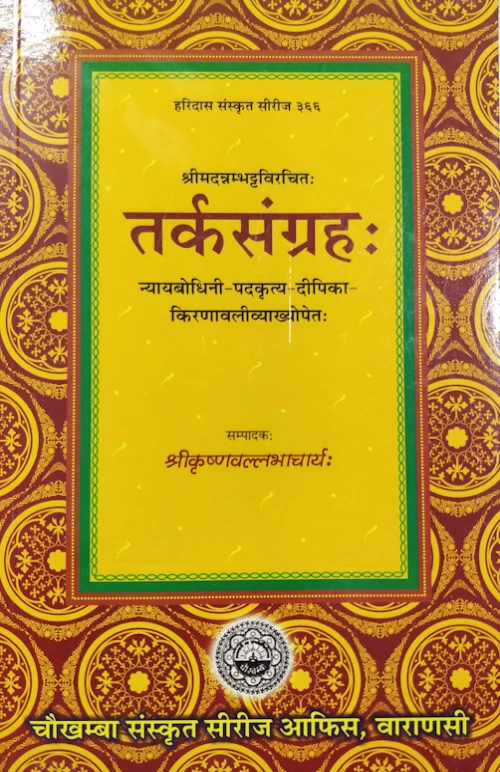 हरिदास संस्कृत सीरीज ३६६
श्रीमदन्नम्भट्टविरचितः
तर्कसंग्रहः
न्यायबोधिनी-पदकृत्य-दीपिका-
किरणावलीव्याख्योपेतः
सम्पादकः
श्रीकृष्णवल्लभाचार्यः
चौखम्बा
चौखम्बा संस्कृत सीरीज आफिस, वाराणसी